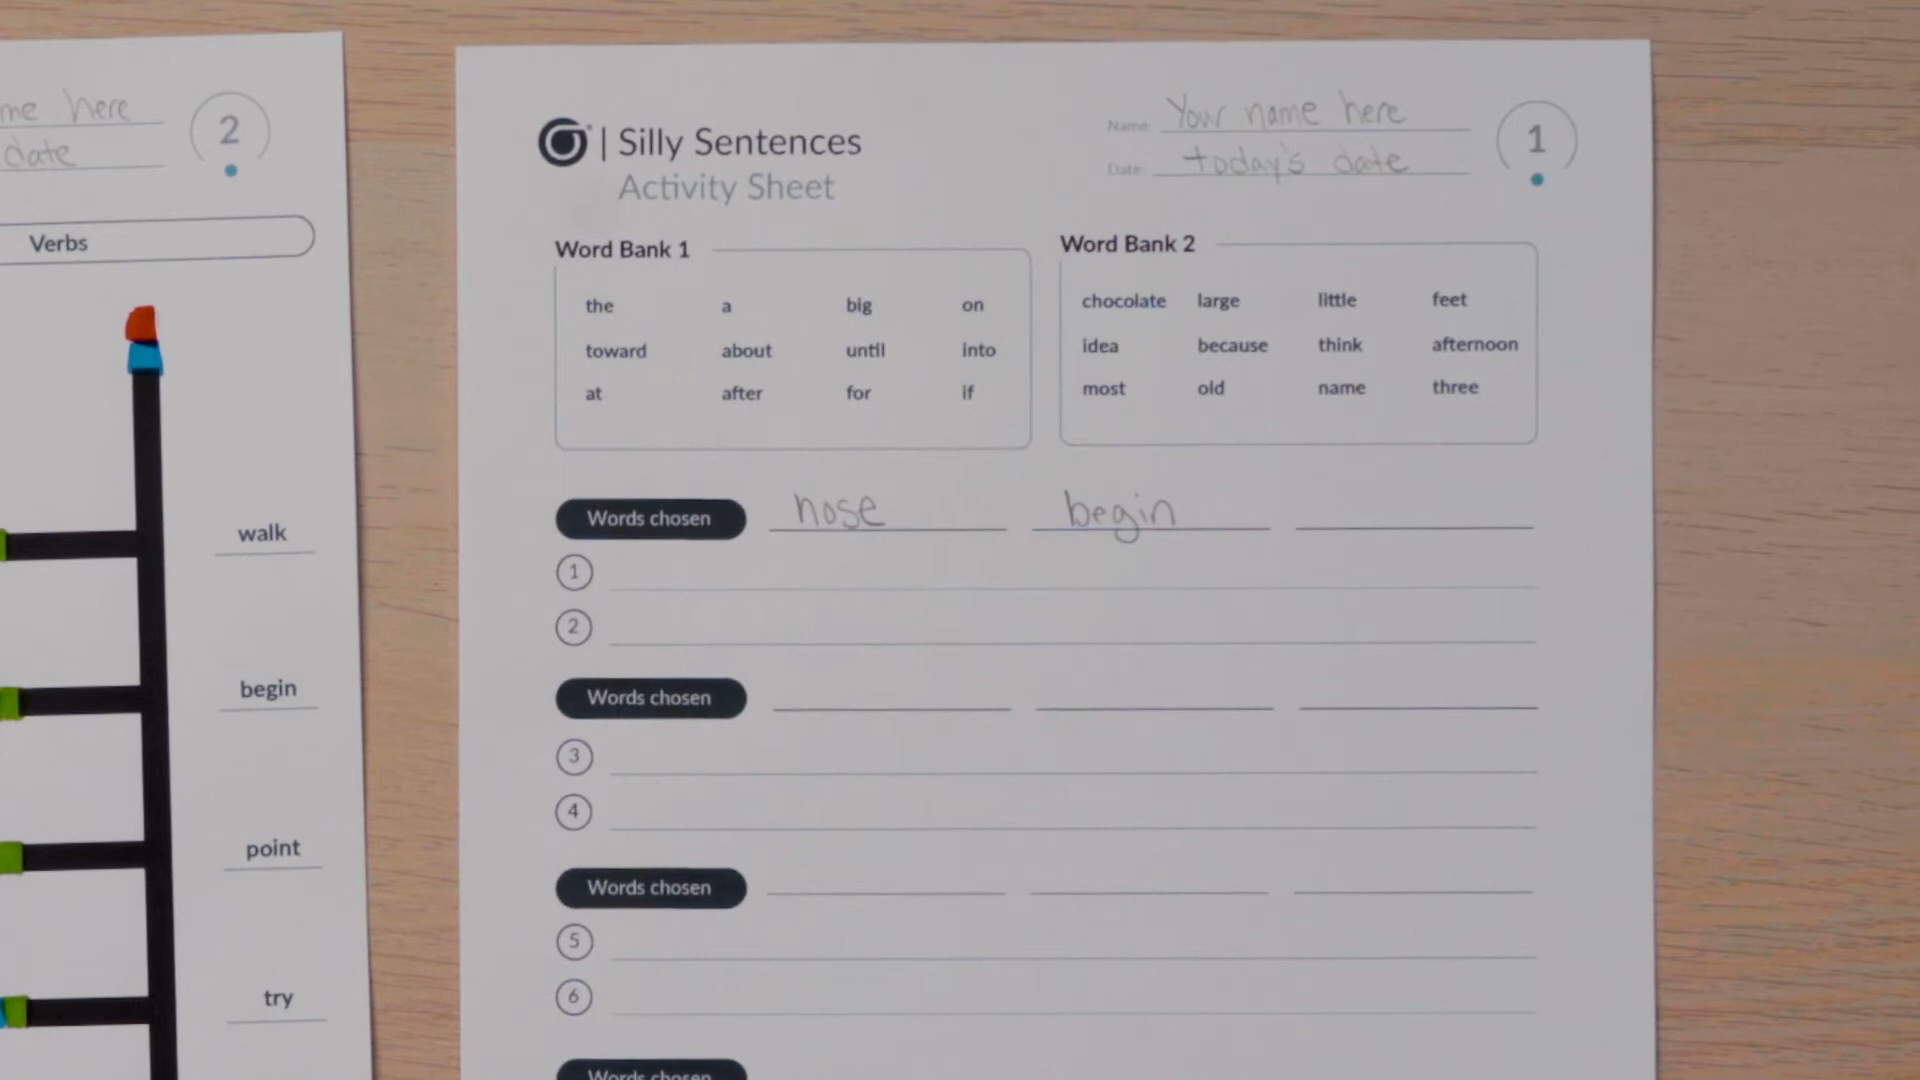 me here
date
2
Verbs
walk
begin
point
try
| Silly Sentences
Activity Sheet
Name: Your name here
Date: today's date
1
Word Bank 1
the a big on
toward about until into
at after for if
Word Bank 2
chocolate large little feet
idea because think afternoon
most old name three
Words chosen nose begin
1
2
Words chosen
3
4
Words chosen
5
6
Words chosen